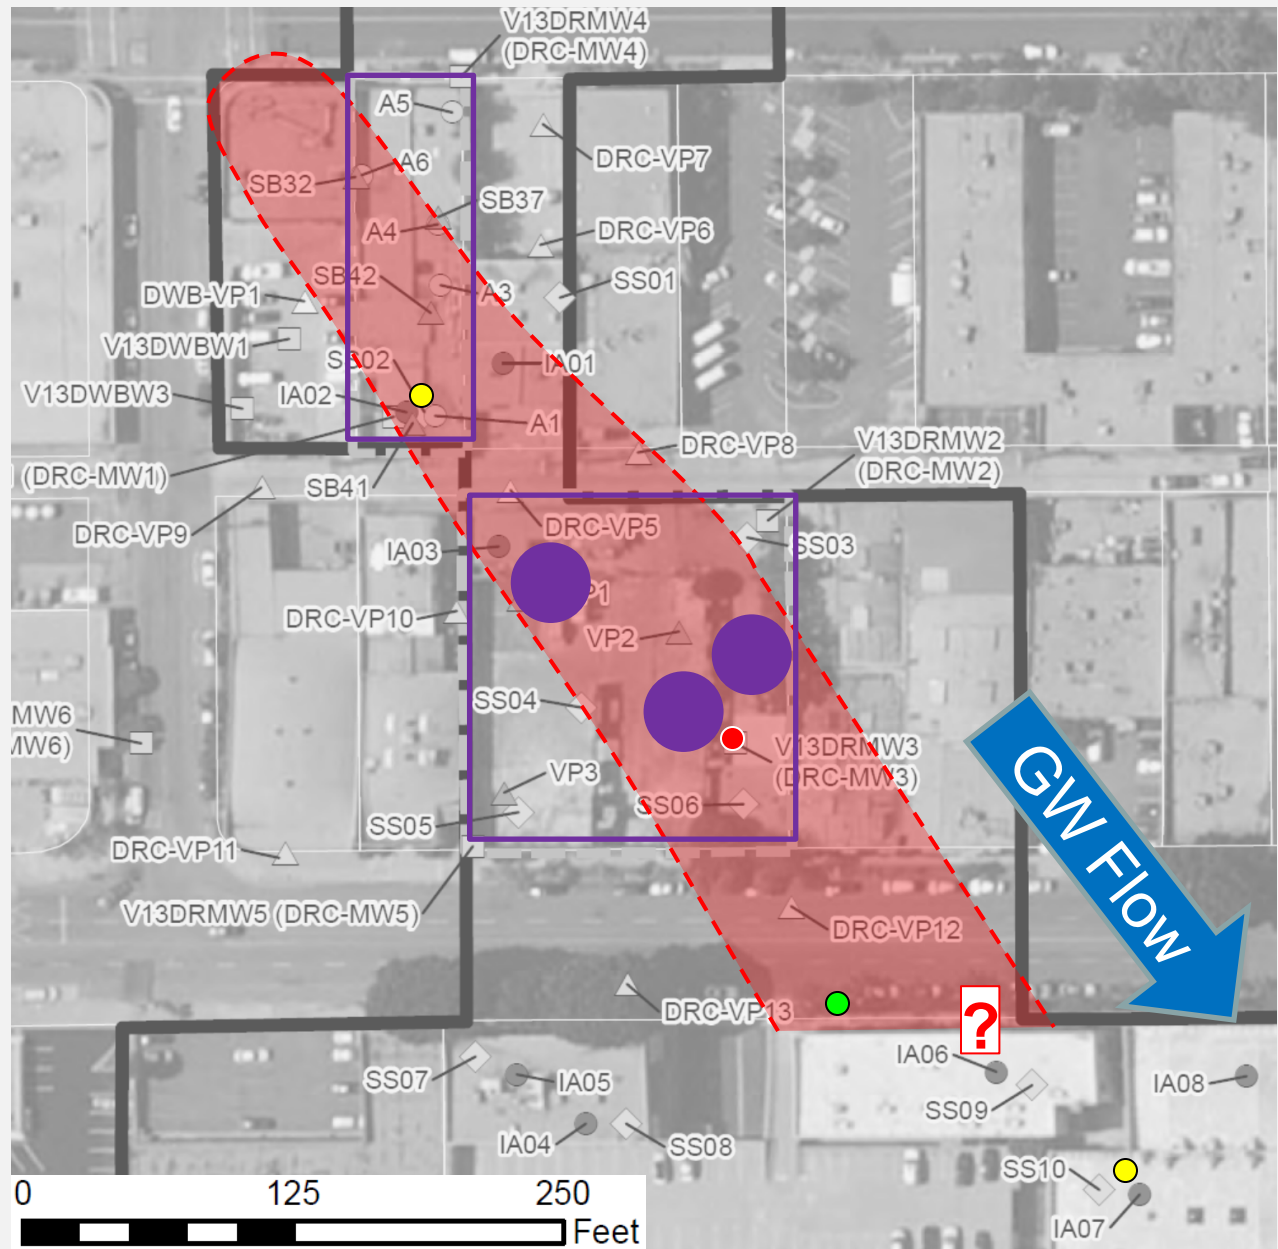 V13DRMW4
(DRC-MW4)
A5
DRC-VP7
A6
SB32
SB37
A4
DRC-VP6
SB42
A3
SS01
DWB-VP1
V13DWBW1
IA01
V13DWBW3
IA02
A1
DRC-VP8
V13DRMW2
(DRC-MW2)
(DRC-MW1)
SB41
DRC-VP9
DRC-VP5
SS03
IA03
DRC-VP10
VP2
SS04
MW6
MW6)
V13DRMW3
(DRC-MW3)
VP3
SS06
SS05
DRC-VP11
GW Flow
V13DRMW5 (DRC-MW5)
DRC-VP12
DRC-VP13
?
IA06
SS07
IA05
IA08
SS09
IA04
SS08
SS10
IA07
0 125 250
Feet